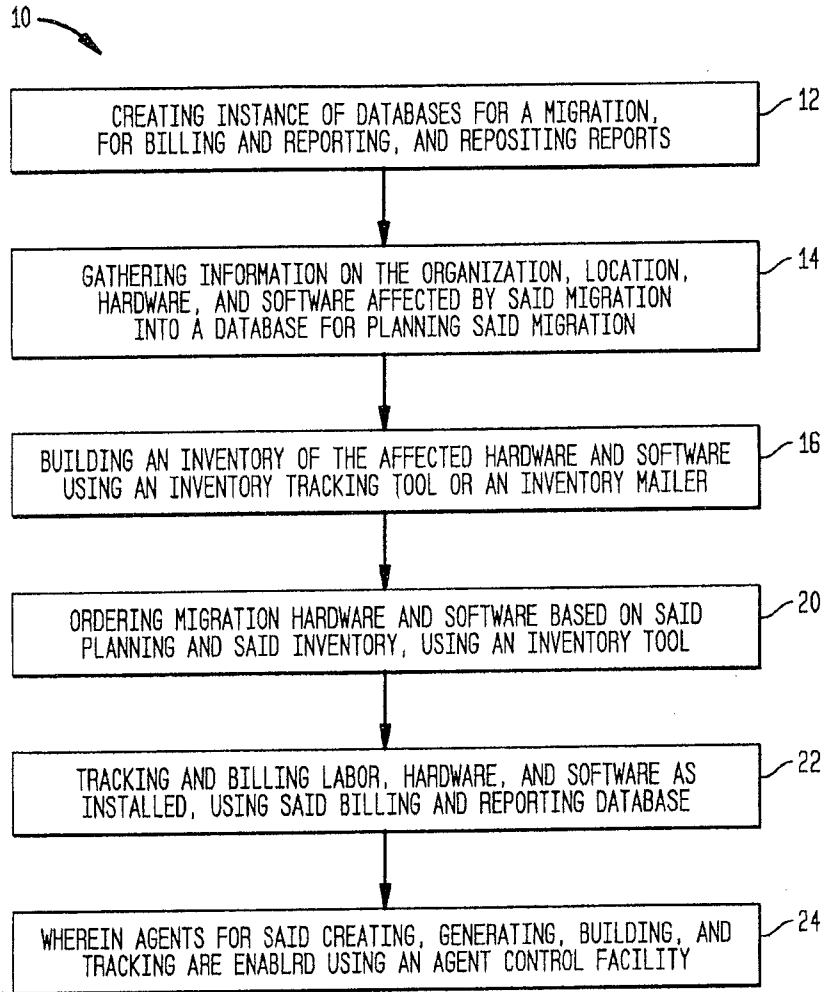 10
CREATING INSTANCE OF DATABASES FOR A MIGRATION,
FOR BILLING AND REPORTING, AND REPOSITING REPORTS
12
GATHERING INFORMATION ON THE ORGANIZATION, LOCATION,
HARDWARE, AND SOFTWARE AFFECTED BY SAID MIGRATION
INTO A DATABASE FOR PLANNING SAID MIGRATION
14
BUILDING AN INVENTORY OF THE AFFECTED HARDWARE AND SOFTWARE
USING AN INVENTORY TRACKING TOOL OR AN INVENTORY MAILER
16
ORDERING MIGRATION HARDWARE AND SOFTWARE BASED ON SAID
PLANNING AND SAID INVENTORY, USING AN INVENTORY TOOL
20
TRACKING AND BILLING LABOR, HARDWARE, AND SOFTWARE AS
INSTALLED, USING SAID BILLING AND REPORTING DATABASE
22
WHEREIN AGENTS FOR SAID CREATING, GENERATING, BUILDING, AND
TRACKING ARE ENABLRD USING AN AGENT CONTROL FACILITY
24